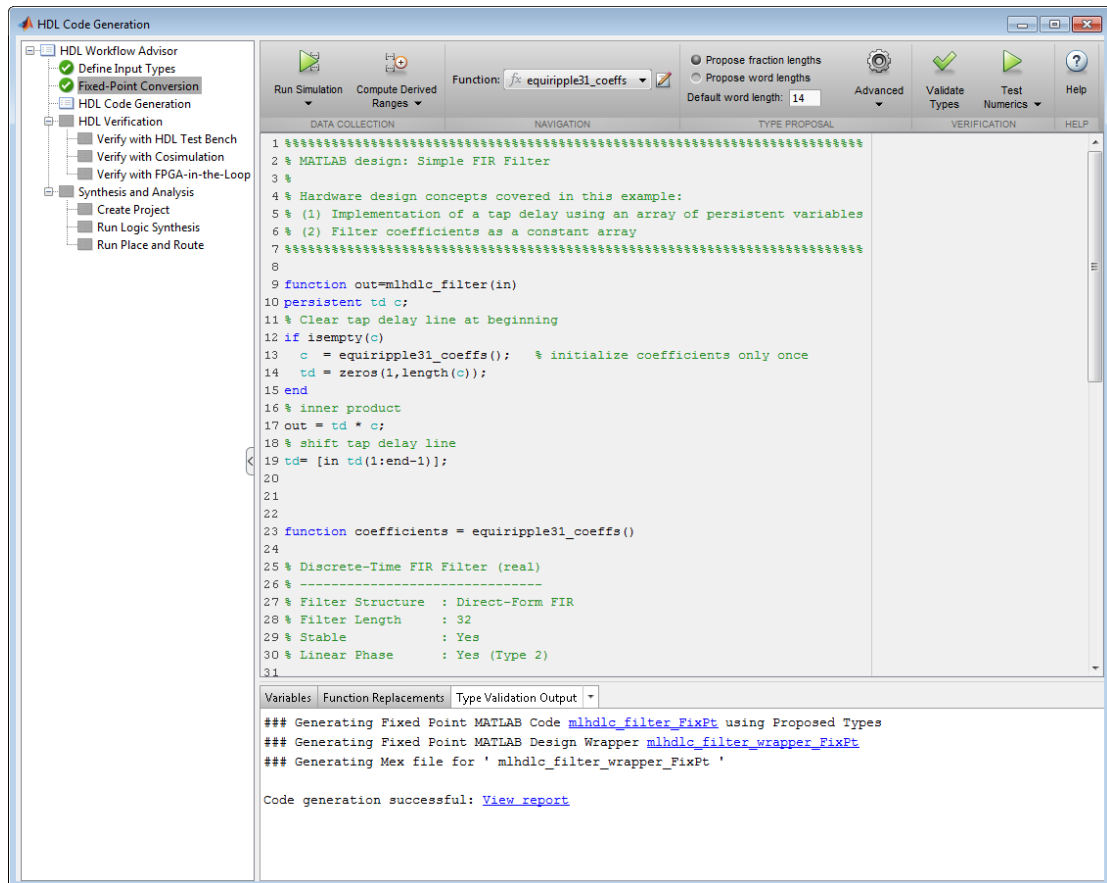 HDL Code Generation
HDL Workflow Advisor
Define Input Types
Fixed-Point Conversion
HDL Code Generation
HDL Verification
Verify with HDL Test Bench
Verify with Cosimulation
Verify with FPGA-in-the-Loop
Synthesis and Analysis
Create Project
Run Logic Synthesis
Run Place and Route
Run Simulation
Compute Derived
Ranges
DATA COLLECTION
Function: fx equiripple31_coeffs
NAVIGATION
Propose fraction lengths
Propose word lengths
Default word length: 14
Advanced
TYPE PROPOSAL
Validate
Types
Test
Numerics
VERIFICATION
Help
HELP
1 %%%%%%%%%%%%%%%%%%%%%%%%%%%%%%%%%%%%%%%%%%%%%%%%%%%%%%%%%%%%%%%%%%%%%%%%%%%
2 % MATLAB design: Simple FIR Filter
3 %
4 % Hardware design concepts covered in this example:
5 % (1) Implementation of a tap delay using an array of persistent variables
6 % (2) Filter coefficients as a constant array
7 %%%%%%%%%%%%%%%%%%%%%%%%%%%%%%%%%%%%%%%%%%%%%%%%%%%%%%%%%%%%%%%%%%%%%%%%%%%
8
9 function out=mlhdlc_filter(in)
10 persistent td c;
11 % Clear tap delay line at beginning
12 if isempty(c)
13   c  = equiripple31_coeffs();   % initialize coefficients only once
14   td = zeros(1,length(c));
15 end
16 % inner product
17 out = td * c;
18 % shift tap delay line
19 td= [in td(1:end-1)];
20
21
22
23 function coefficients = equiripple31_coeffs()
24
25 % Discrete-Time FIR Filter (real)
26 % -------------------------------
27 % Filter Structure  : Direct-Form FIR
28 % Filter Length     : 32
29 % Stable            : Yes
30 % Linear Phase      : Yes (Type 2)
31
Variables
Function Replacements
Type Validation Output
### Generating Fixed Point MATLAB Code mlhdlc_filter_FixPt using Proposed Types
### Generating Fixed Point MATLAB Design Wrapper mlhdlc_filter_wrapper_FixPt
### Generating Mex file for ' mlhdlc_filter_wrapper_FixPt '
Code generation successful: View report